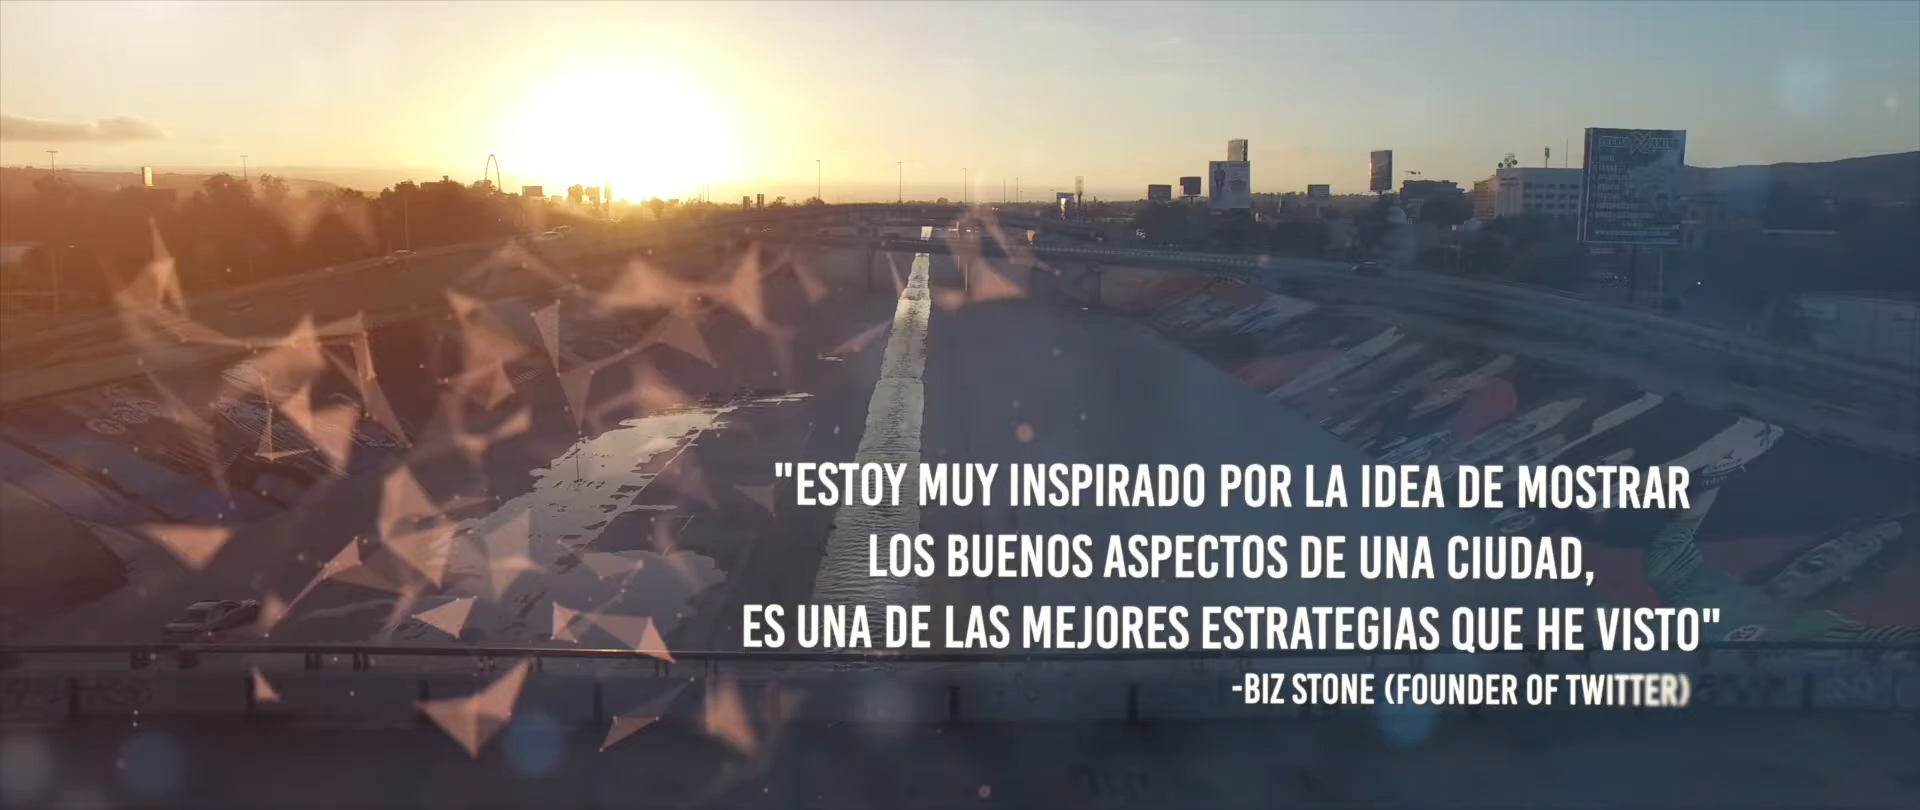 "ESTOY MUY INSPIRADO POR LA IDEA DE MOSTRAR
LOS BUENOS ASPECTOS DE UNA CIUDAD,
ES UNA DE LAS MEJORES ESTRATEGIAS QUE HE VISTO"
-BIZ STONE (FOUNDER OF TWITTER)